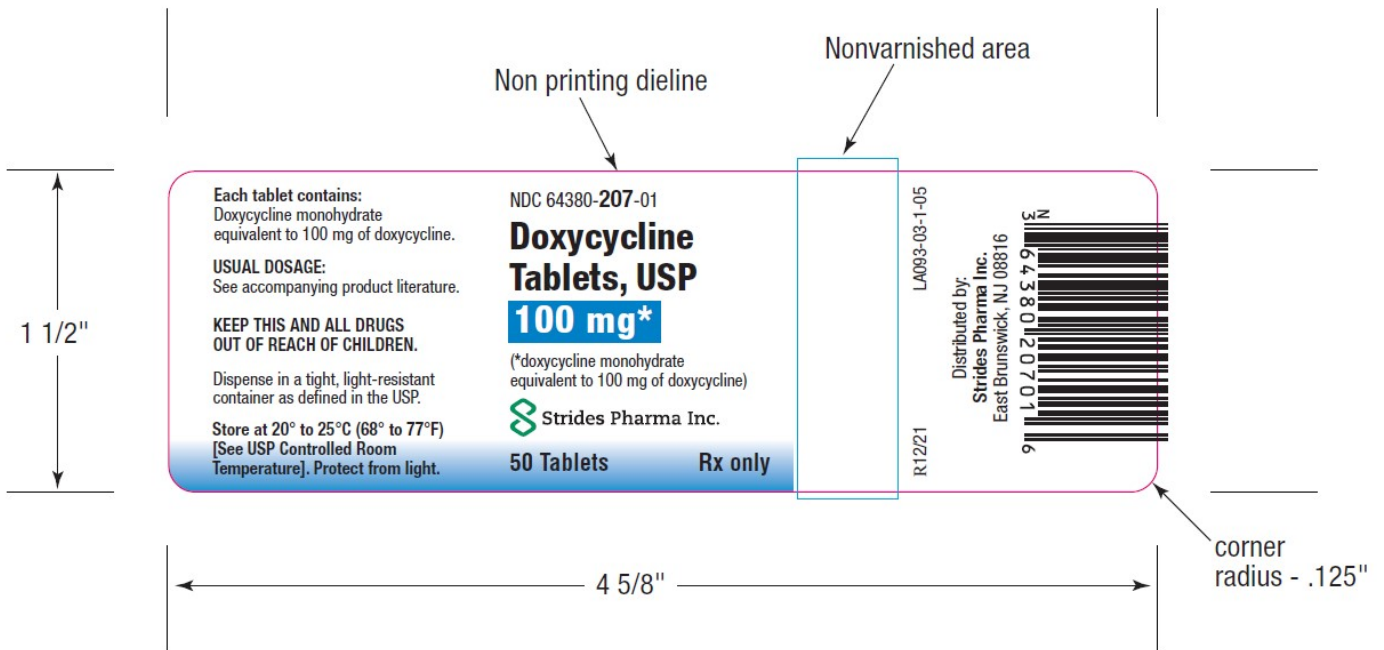 Nonvarnished area
Non printing dieline
1 1/2"
Each tablet contains:
Doxycycline monohydrate
equivalent to 100 mg of doxycycline.
USUAL DOSAGE:
See accompanying product literature.
KEEP THIS AND ALL DRUGS
OUT OF REACH OF CHILDREN.
Dispense in a tight, light-resistant
container as defined in the USP.
Store at 20° to 25°C (68° to 77°F)
[See USP Controlled Room
Temperature]. Protect from light.
NDC 64380-207-01
Doxycycline
Tablets, USP
100 mg*
(*doxycycline monohydrate
equivalent to 100 mg of doxycycline)
Strides Pharma Inc.
50 Tablets Rx only
R12/21 LA093-03-1-05
Distributed by:
Strides Pharma Inc.
East Brunswick, NJ 08816
N
3 64380 20701 6
4 5/8"
corner
radius - .125"